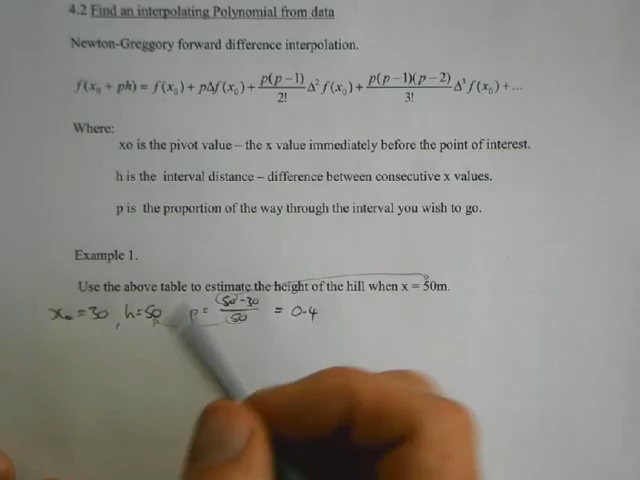 4.2 Find an interpolating Polynomial from data
Newton-Greggory forward difference interpolation.
f(x₀ + ph) = f(x₀) + pΔf(x₀) + p(p−1)/2! Δ² f(x₀) + p(p−1)(p−2)/3! Δ³ f(x₀) + ...
Where:
xo is the pivot value – the x value immediately before the point of interest.
h is the interval distance – difference between consecutive x values.
p is the proportion of the way through the interval you wish to go.
Example 1.
Use the above table to estimate the height of the hill when x = 50m.
x₀ = 30, h = 50 p = (50 - 30)/50 = 0.4